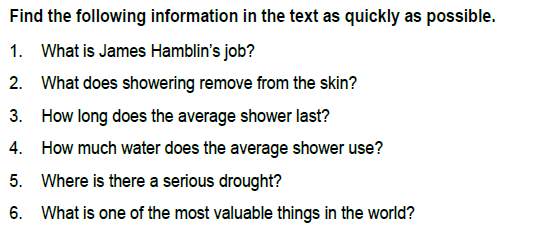 Find the following information in the text as quickly as possible.
1. What is James Hamblin's job?
2. What does showering remove from the skin?
3. How long does the average shower last?
4. How much water does the average shower use?
5. Where is there a serious drought?
6. What is one of the most valuable things in the world?